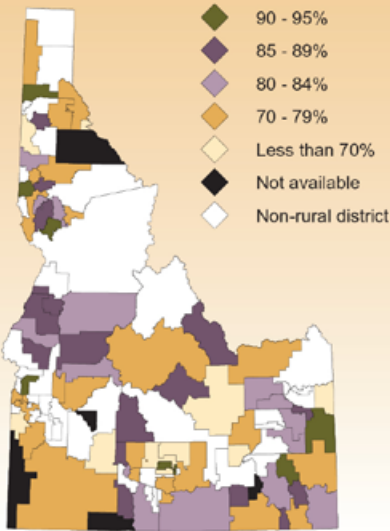 90 - 95%
85 - 89%
80 - 84%
70 - 79%
Less than 70%
Not available
Non-rural district